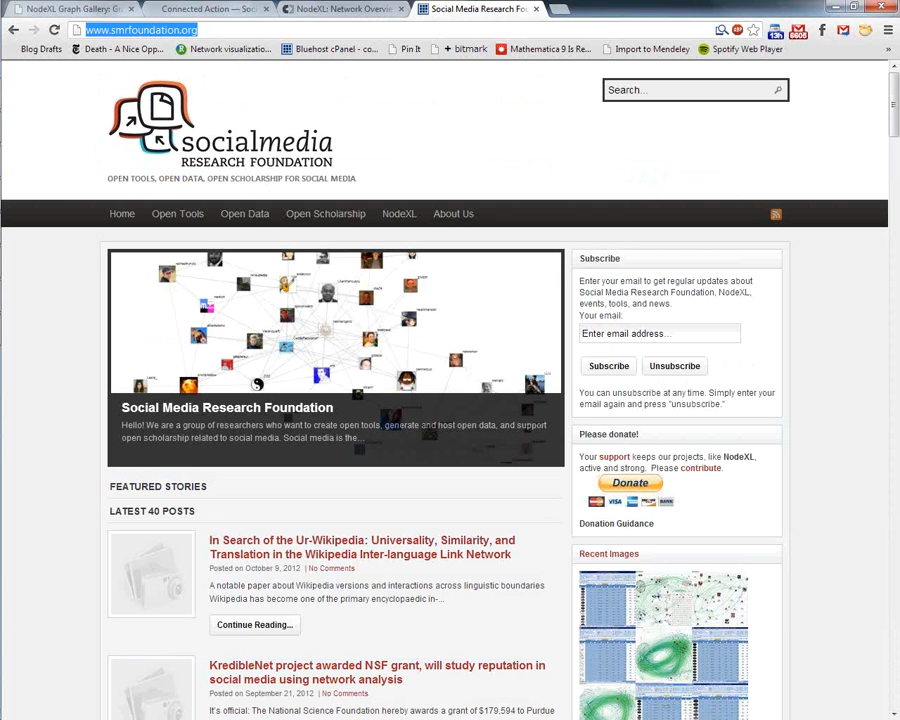 NodeXL Graph Gallery: Gu
Connected Action — Soci
NodeXL: Network Overvie
Social Media Research Fo
www.smrfoundation.org
13h
6605
Blog Drafts
Death - A Nice Opp...
Network visualizatio...
Bluehost cPanel - co...
Pin It
+ bitmark
Mathematica 9 Is Re...
Import to Mendeley
Spotify Web Player
»
Search...
socialmedia
RESEARCH FOUNDATION
OPEN TOOLS, OPEN DATA, OPEN SCHOLARSHIP FOR SOCIAL MEDIA
Home
Open Tools
Open Data
Open Scholarship
NodeXL
About Us
Social Media Research Foundation
Hello! We are a group of researchers who want to create open tools, generate and host open data, and support
open scholarship related to social media. Social media is the...
FEATURED STORIES
LATEST 40 POSTS
In Search of the Ur-Wikipedia: Universality, Similarity, and
Translation in the Wikipedia Inter-language Link Network
Posted on October 9, 2012 | No Comments
A notable paper about Wikipedia versions and interactions across linguistic boundaries
Wikipedia has become one of the primary encyclopaedic in-...
Continue Reading...
KredibleNet project awarded NSF grant, will study reputation in
social media using network analysis
Posted on September 21, 2012 | No Comments
It's official: The National Science Foundation hereby awards a grant of $179,594 to Purdue
Subscribe
Enter your email to get regular updates about
Social Media Research Foundation, NodeXL,
events, tools, and news.
Your email:
Enter email address...
Subscribe
Unsubscribe
You can unsubscribe at any time. Simply enter your
email again and press "unsubscribe."
Please donate!
Your support keeps our projects, like NodeXL,
active and strong. Please contribute.
Donate
VISA
Donation Guidance
Recent Images